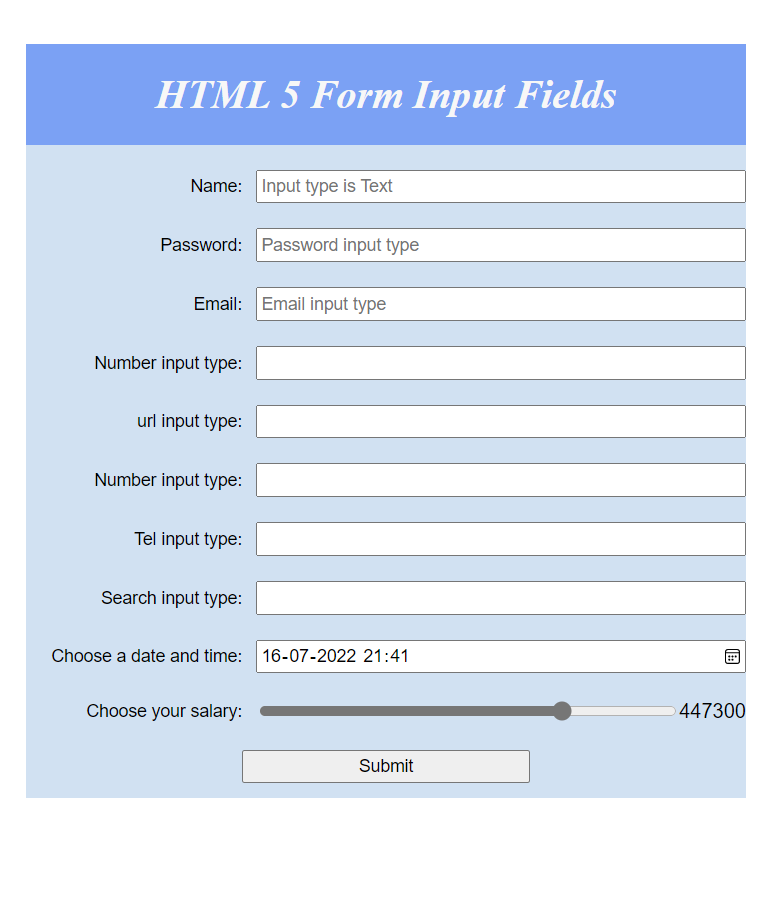 HTML 5 Form Input Fields
Name: Input type is Text
Password: Password input type
Email: Email input type
Number input type:
url input type:
Number input type:
Tel input type:
Search input type:
Choose a date and time: 16-07-2022 21:41
Choose your salary: 447300
Submit